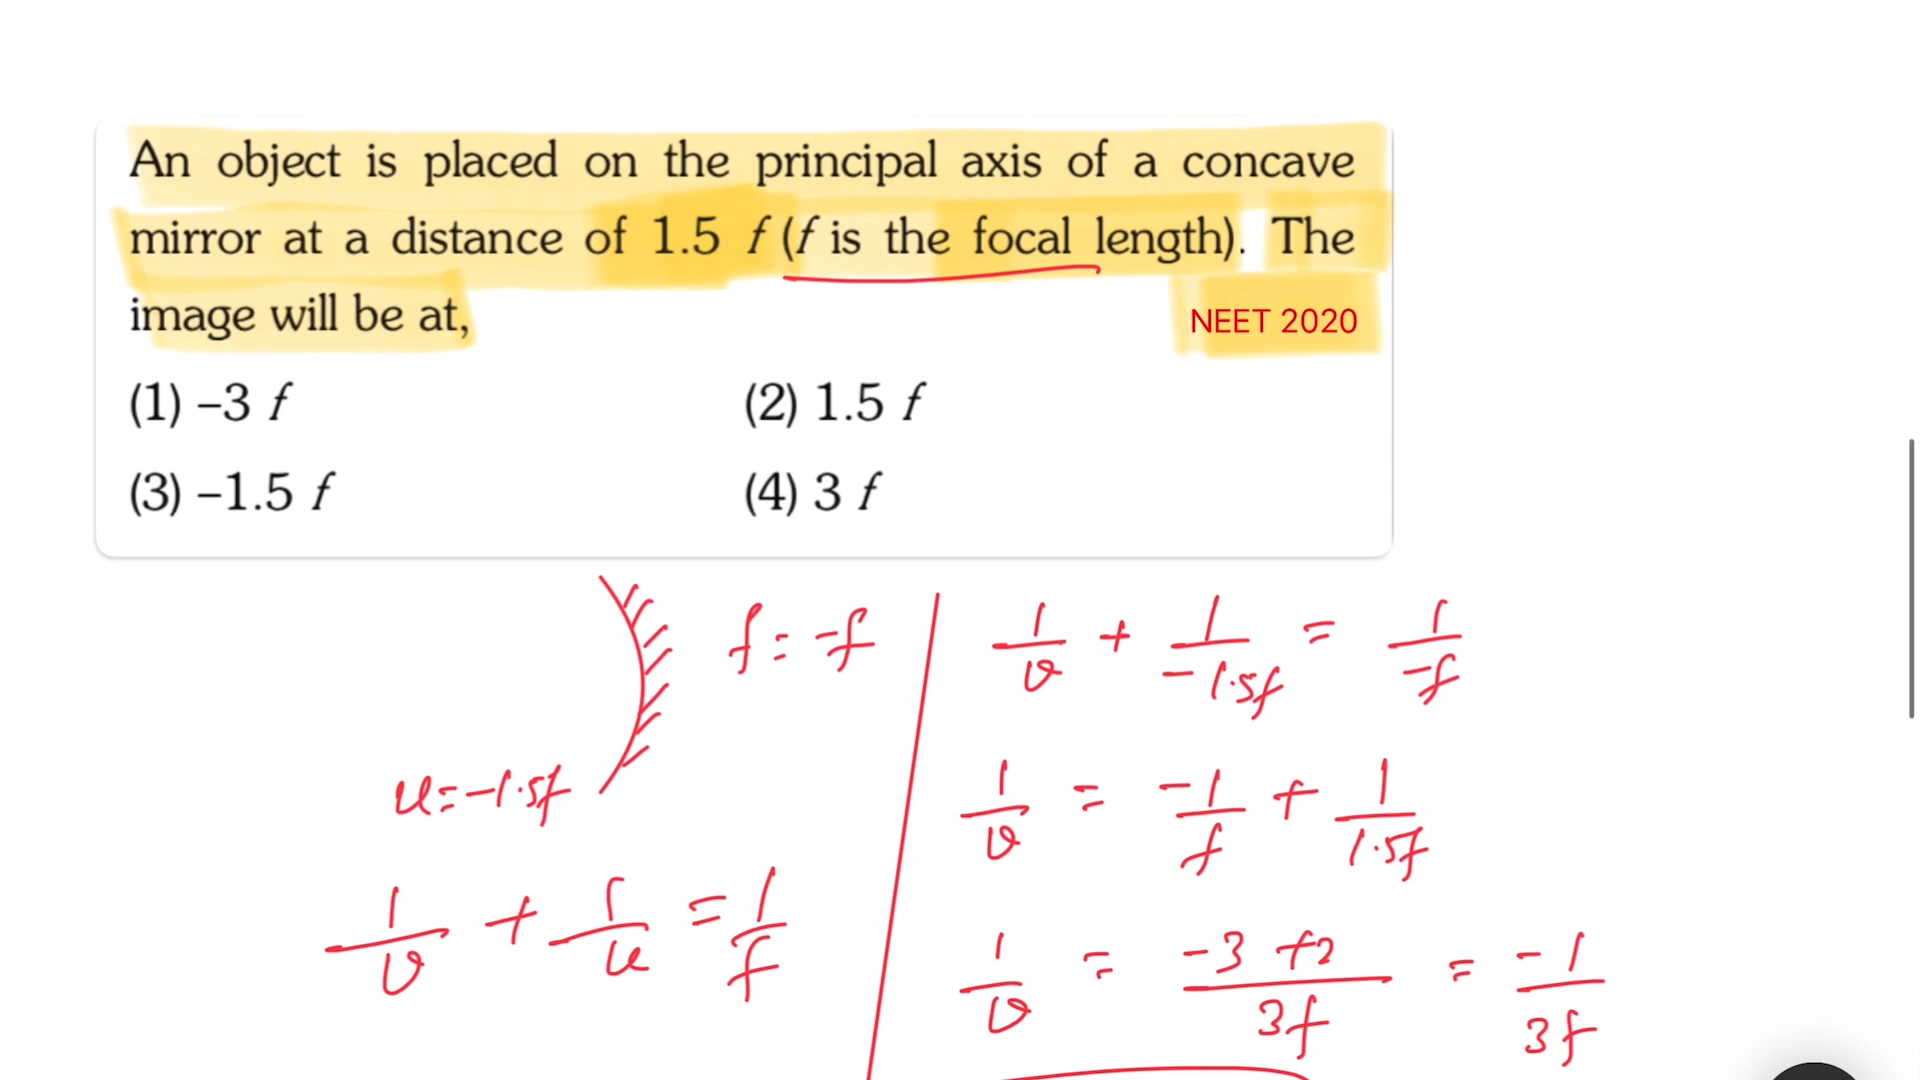 An object is placed on the principal axis of a concave
mirror at a distance of 1.5 f (f is the focal length). The
image will be at,
NEET 2020
(1) –3 f
(2) 1.5 f
(3) –1.5 f
(4) 3 f
f = -f
u = -1.5f
1/v + 1/u = 1/f
1/v + 1/-1.5f = 1/-f
1/v = -1/f + 1/1.5f
1/v = -3 +2/3f = -1/3f